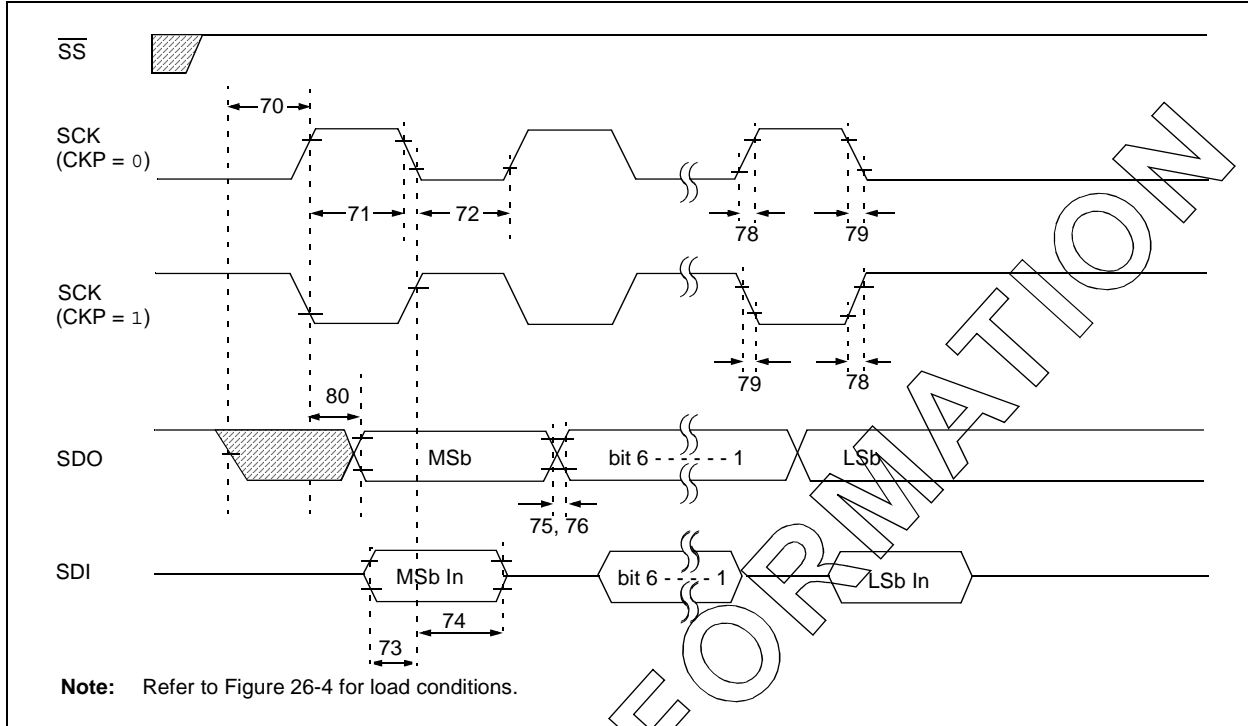 SS
70
SCK
(CKP = 0)
71
72
78
79
SCK
(CKP = 1)
79
78
80
SDO
MSb
bit 6 - - - - - - 1
LSb
75, 76
SDI
MSb In
bit 6 - - - - - 1
LSb In
74
73
Note: Refer to Figure 26-4 for load conditions.
FORMATION